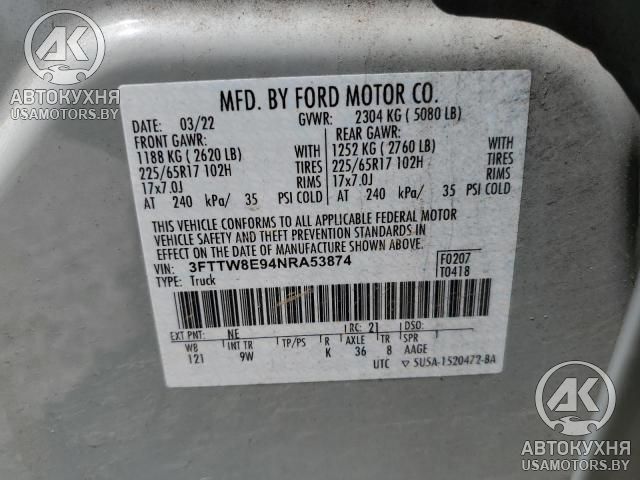 AK
АВТОКУХНЯ
USAMOTORS.BY
MFD. BY FORD MOTOR CO.
DATE: 03/22 GVWR: 2304 KG ( 5080 LB)
FRONT GAWR: REAR GAWR:
1188 KG ( 2620 LB) WITH 1252 KG ( 2760 LB) WITH
225/65R17 102H TIRES 225/65R17 102H TIRES
17x7.0J RIMS 17x7.0J RIMS
AT 240 kPa/ 35 PSI COLD AT 240 kPa/ 35 PSI COLD
THIS VEHICLE CONFORMS TO ALL APPLICABLE FEDERAL MOTOR
VEHICLE SAFETY AND THEFT PREVENTION STANDARDS IN
EFFECT ON THE DATE OF MANUFACTURE SHOWN ABOVE.
VIN: 3FTTW8E94NRA53874 F0207
TYPE: Truck T0418
EXT PNT: NE RC: 21 DSO:
WB INT TR TP/PS R AXLE TR SPR
121 9W K 36 8 AAGE
UTC ▽ 5U5A-1520472-BA
AK
АВТОКУХНЯ
USAMOTORS.BY